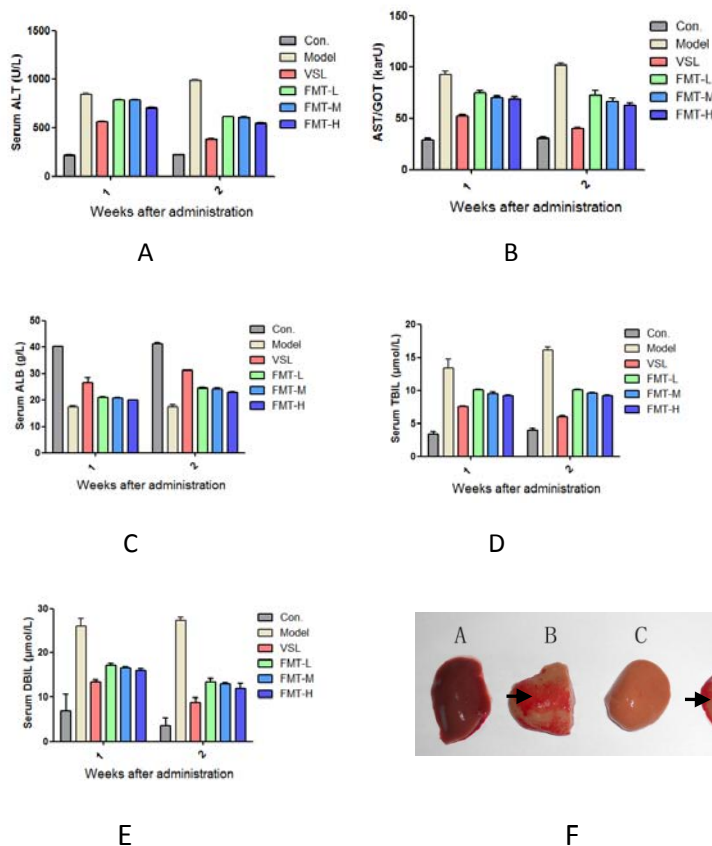 Serum ALT (U/L)
1500
1000
500
0
1
2
Weeks after administration
Con.
Model
VSL
FMT-L
FMT-M
FMT-H
A
AST/GOT (karU)
150
100
50
0
1
2
Weeks after administration
Con.
Model
VSL
FMT-L
FMT-M
FMT-H
B
Serum ALB (g/L)
50
40
30
20
10
0
1
2
Weeks after administration
Con.
Model
VSL
FMT-L
FMT-M
FMT-H
C
Serum TBIL (μmol/L)
20
15
10
5
0
1
2
Weeks after administration
Con.
Model
VSL
FMT-L
FMT-M
FMT-H
D
Serum DBIL (μmol/L)
30
20
10
0
1
2
Weeks after administration
Con.
Model
VSL
FMT-L
FMT-M
FMT-H
E
A B C
F